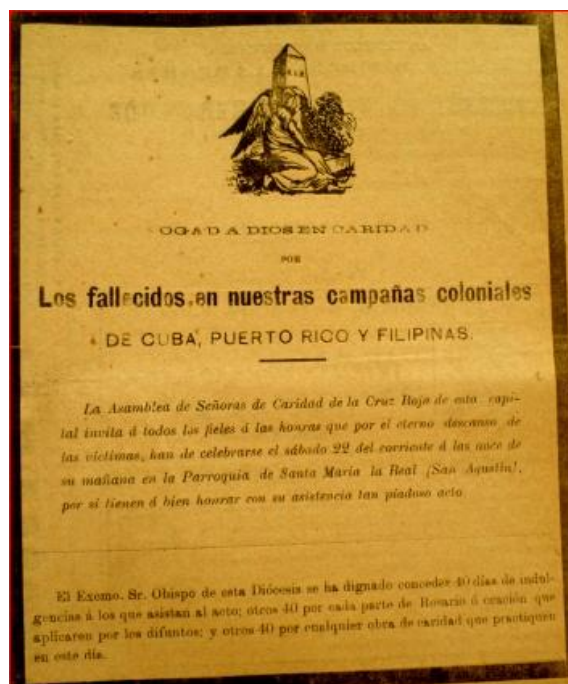 OGAD A DIOS EN CARIDAD
POR
Los fallecidos en nuestras campañas coloniales
DE CUBA, PUERTO RICO Y FILIPINAS.
La Asamblea de Señoras de Caridad de la Cruz Roja de esta capi-
tal invita á todos los fieles á las honras que por el eterno descanso de
las víctimas, han de celebrarse el sábado 22 del corriente á las once de
su mañana en la Parroquia de Santa María la Real (San Agustín),
por si tienen á bien honrar con su asistencia tan piadoso acto
El Excmo. Sr. Obispo de esta Diócesis se ha dignado conceder 40 días de indul-
gencias á los que asistan al acto; otros 40 por cada parte de Rosario ó oración que
aplicaren por los difuntos; y otros 40 por cualquier obra de caridad que practiquen
en este día.